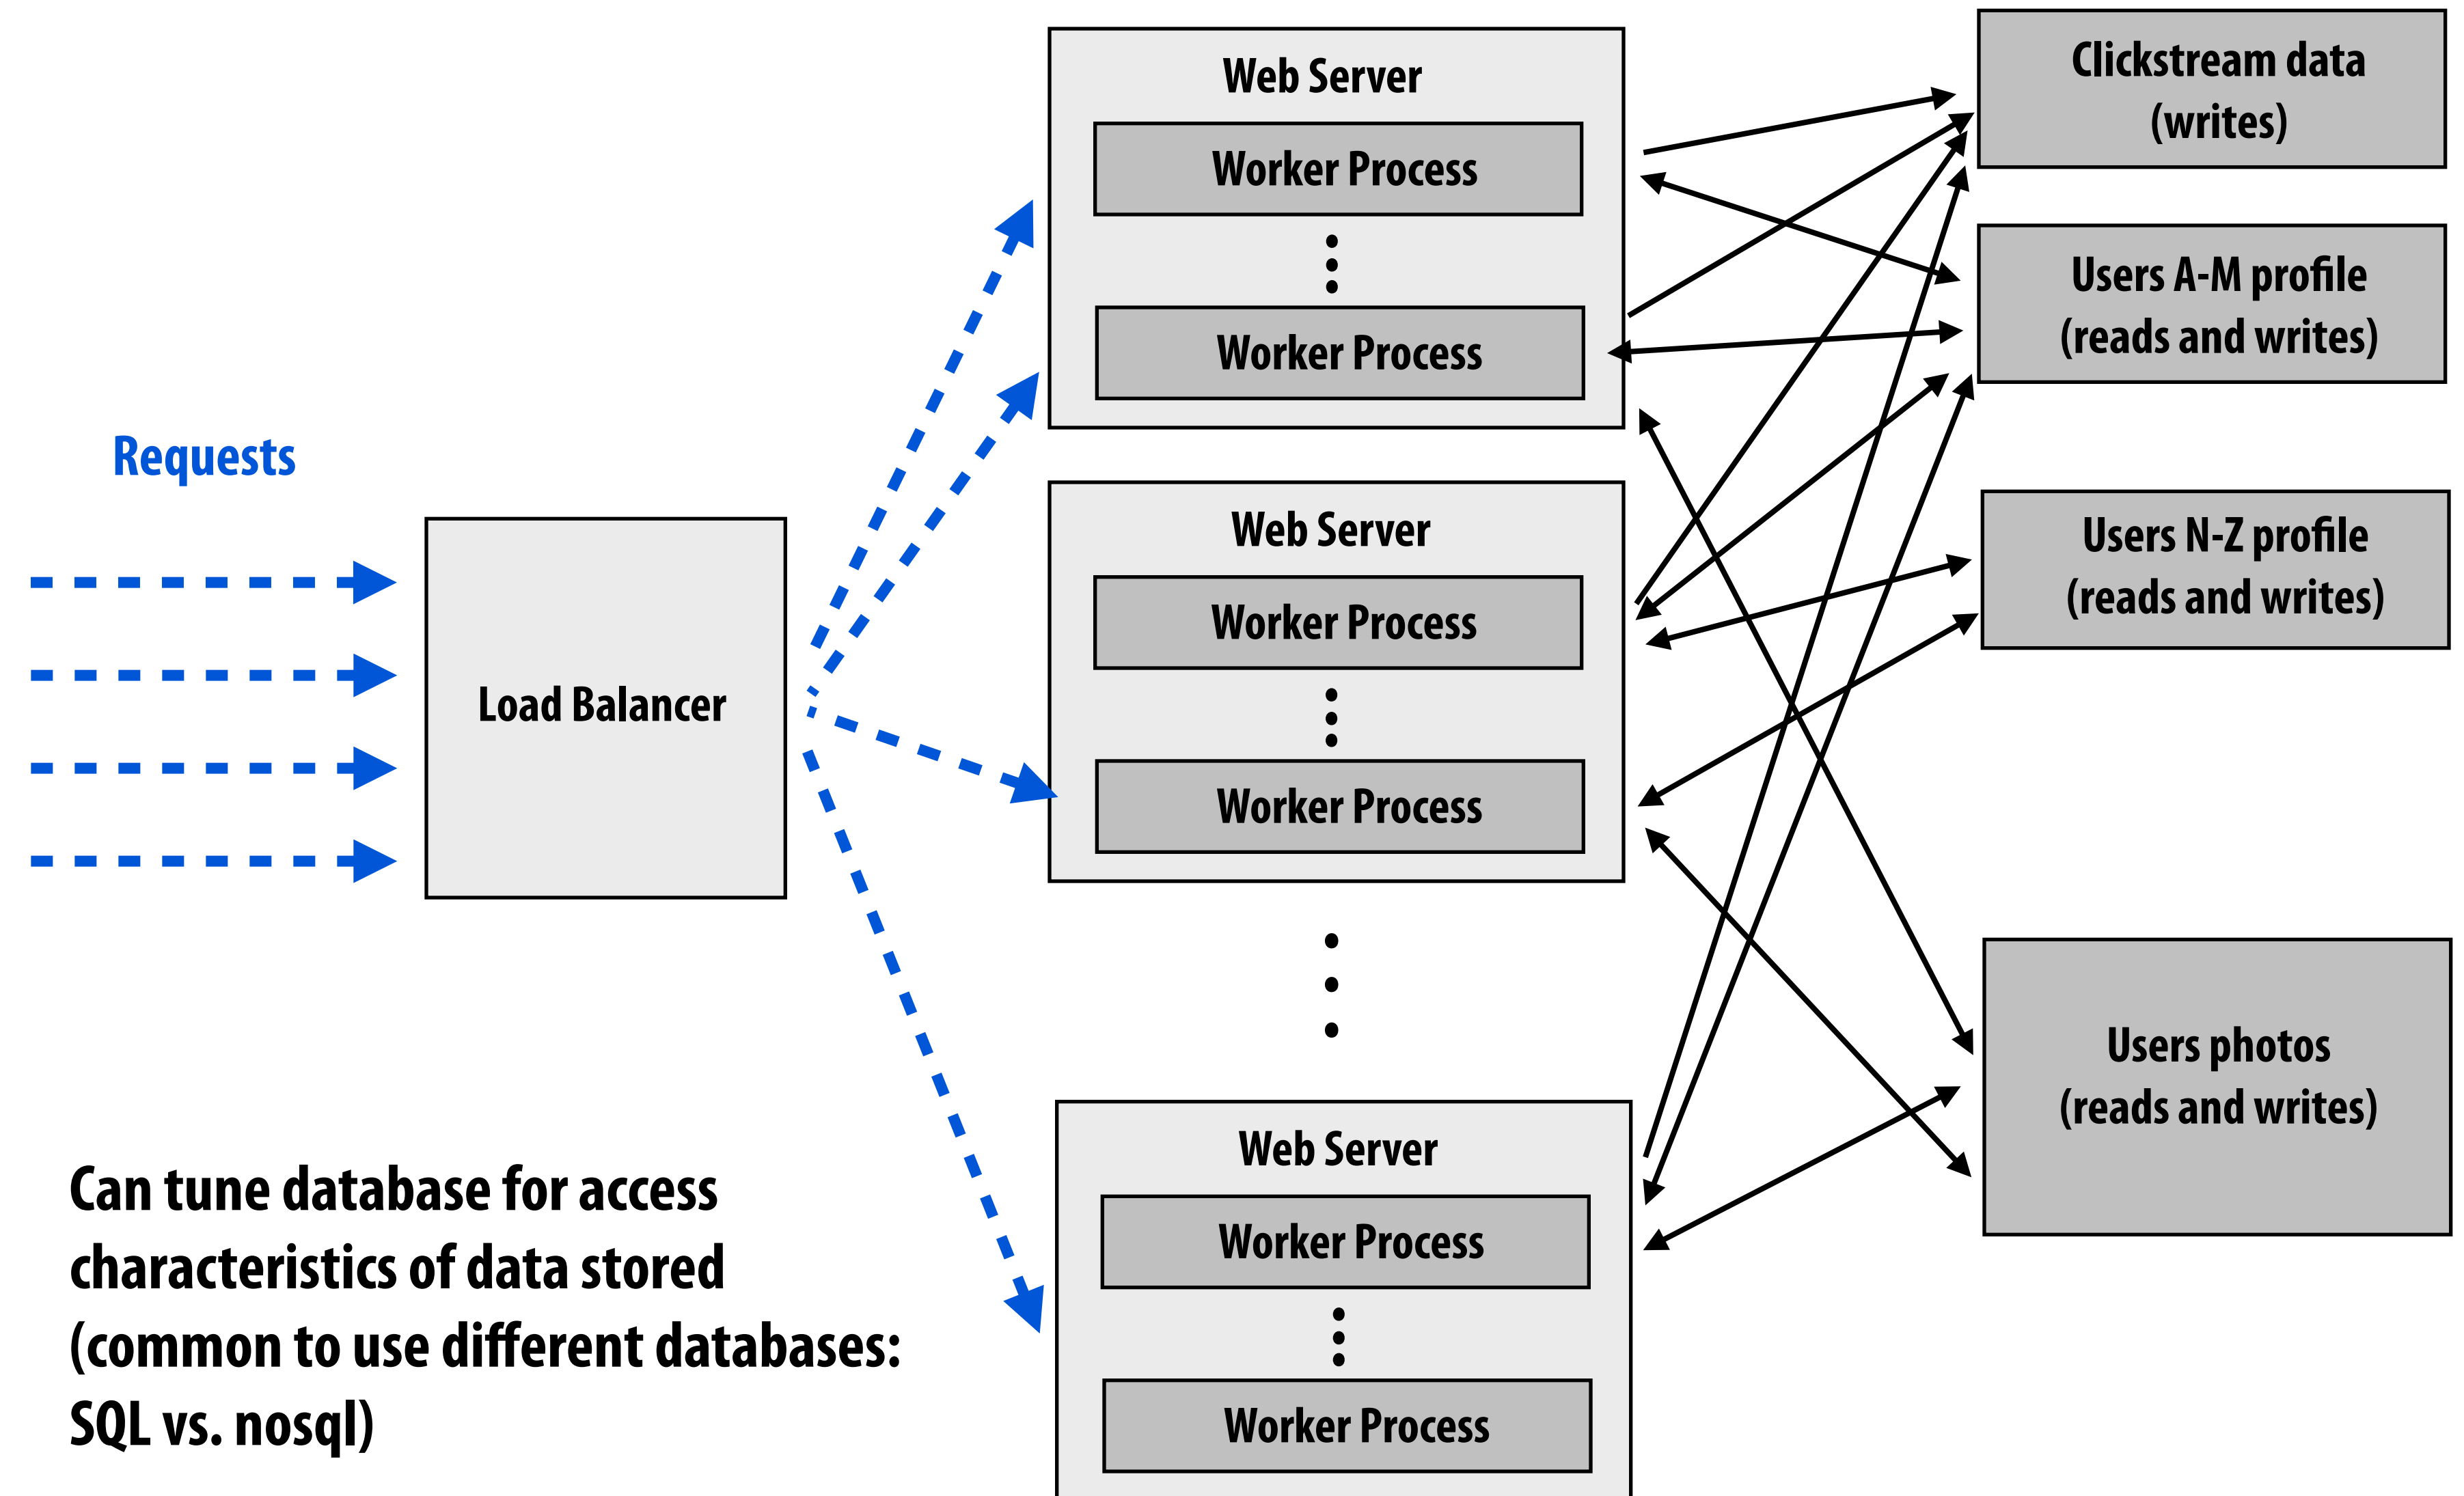 Requests
Load Balancer
Web Server
Worker Process
Worker Process
Web Server
Worker Process
Worker Process
Web Server
Worker Process
Worker Process
Clickstream data
(writes)
Users A-M profile
(reads and writes)
Users N-Z profile
(reads and writes)
Users photos
(reads and writes)
Can tune database for access
characteristics of data stored
(common to use different databases:
SQL vs. nosql)